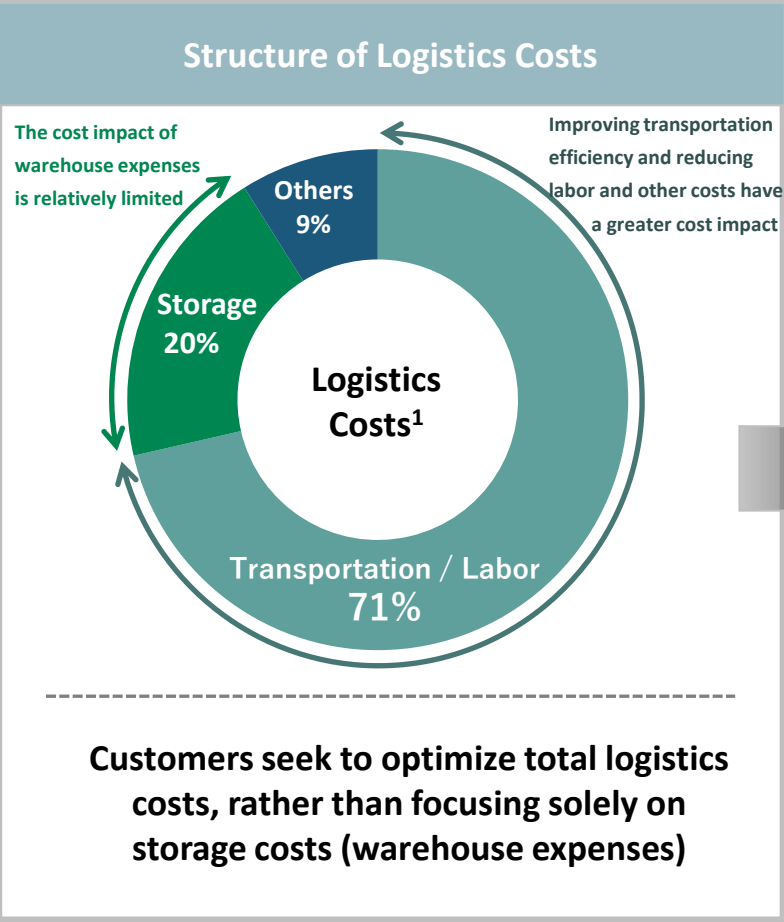 Structure of Logistics Costs
The cost impact of
warehouse expenses
is relatively limited
Improving transportation
efficiency and reducing
labor and other costs have
a greater cost impact
Others
9%
Storage
20%
Logistics
Costs¹
Transportation / Labor
71%
Customers seek to optimize total logistics
costs, rather than focusing solely on
storage costs (warehouse expenses)